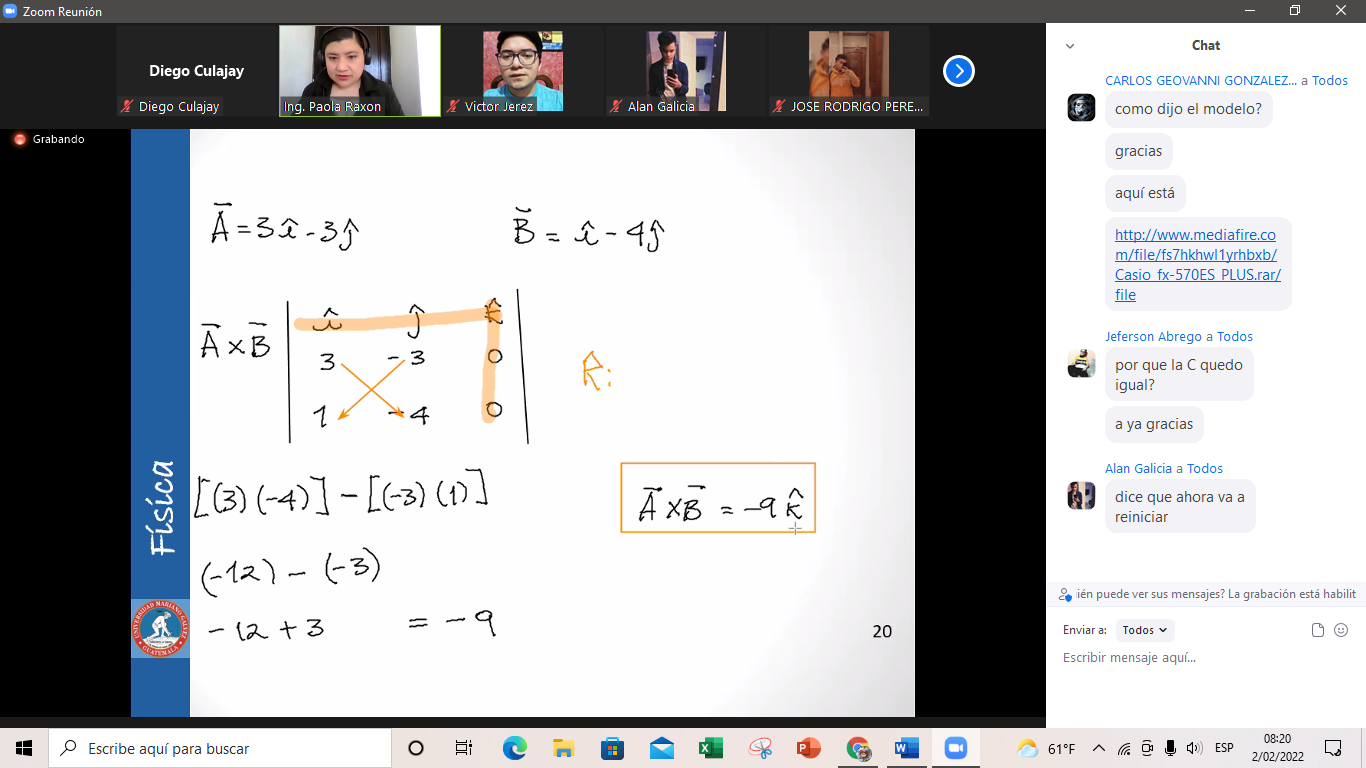 Zoom Reunión
Diego Culajay
Diego Culajay
Ing. Paola Raxon
Victor Jerez
Alan Galicia
JOSE RODRIGO PERE...
Grabando
A̅ = 3î - 3ĵ
B̅ = î - 4ĵ
A̅ x B̅
î ĵ k̂
3 -3 0
1 -4 0
k̂:
[(3)(-4)] - [(-3)(1)]
A̅ x B̅ = -9 k̂
(-12) - (-3)
-12 + 3 = -9
Física
UNIVERSIDAD MARIANO GALVEZ
GUATEMALA
20
Chat
CARLOS GEOVANNI GONZALEZ... a Todos
como dijo el modelo?
gracias
aquí está
http://www.mediafire.co
m/file/fs7hkhwl1yrhbxb/
Casio_fx-570ES_PLUS.rar/
file
Jeferson Abrego a Todos
por que la C quedo
igual?
a ya gracias
Alan Galicia a Todos
dice que ahora va a
reiniciar
ién puede ver sus mensajes? La grabación está habilit
Enviar a: Todos
Escribir mensaje aquí...
Escribe aquí para buscar
61°F
ESP
08:20
2/02/2022